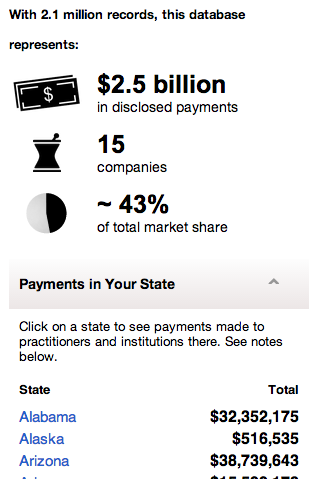 With 2.1 million records, this database
represents:
$
$2.5 billion
in disclosed payments
15
companies
~ 43%
of total market share
Payments in Your State
Click on a state to see payments made to
practitioners and institutions there. See notes
below.
State Total
Alabama $32,352,175
Alaska $516,535
Arizona $38,739,643